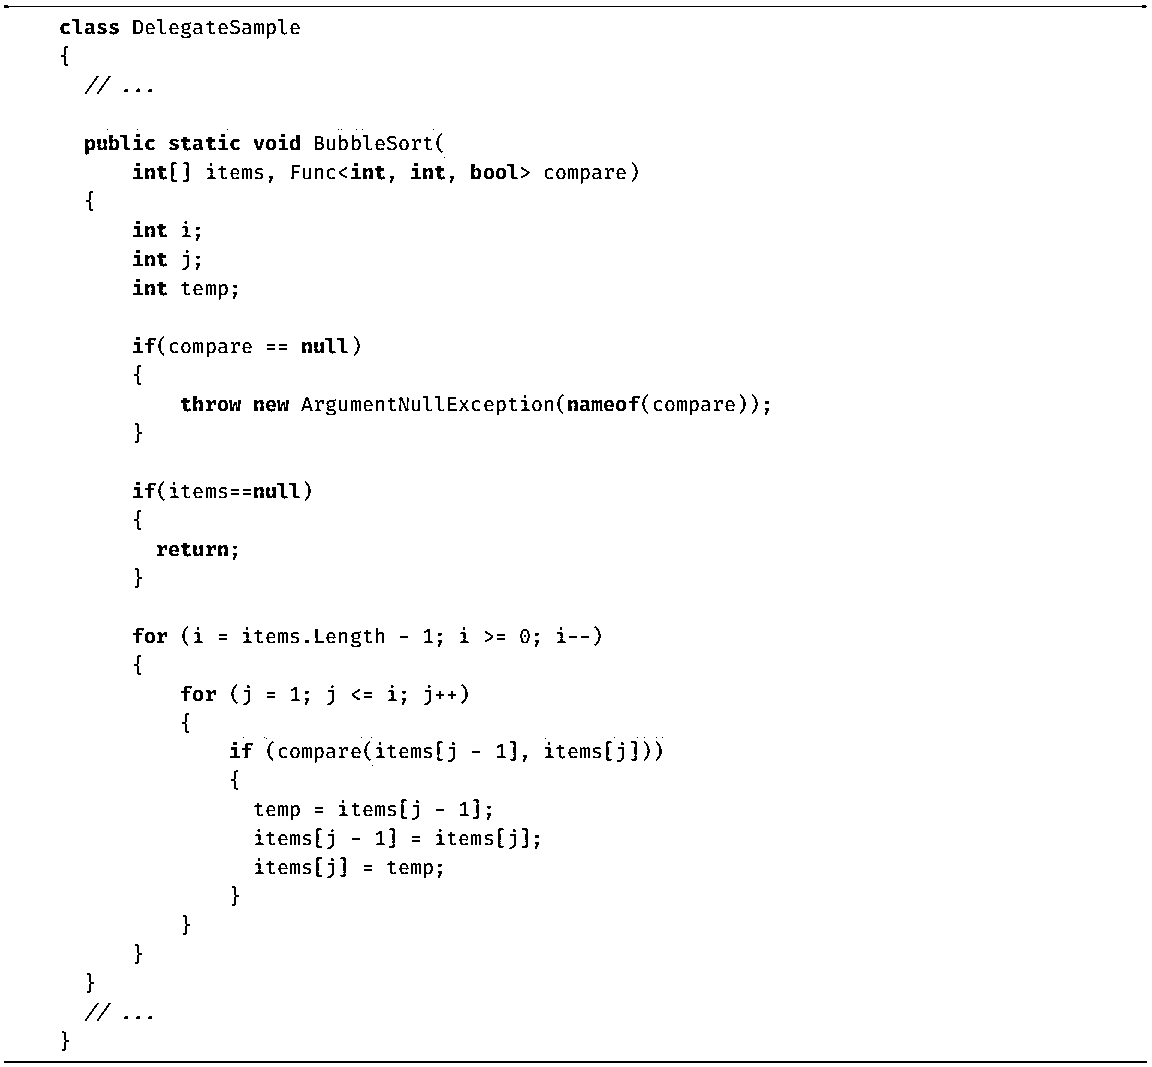 class DelegateSample
{
  // ...

  public static void BubbleSort(
      int[] items, Func<int, int, bool> compare)
  {
      int i;
      int j;
      int temp;

      if(compare == null)
      {
          throw new ArgumentNullException(nameof(compare));
      }

      if(items==null)
      {
        return;
      }

      for (i = items.Length - 1; i >= 0; i--)
      {
          for (j = 1; j <= i; j++)
          {
              if (compare(items[j - 1], items[j]))
              {
                temp = items[j - 1];
                items[j - 1] = items[j];
                items[j] = temp;
              }
          }
      }
  }
  // ...
}